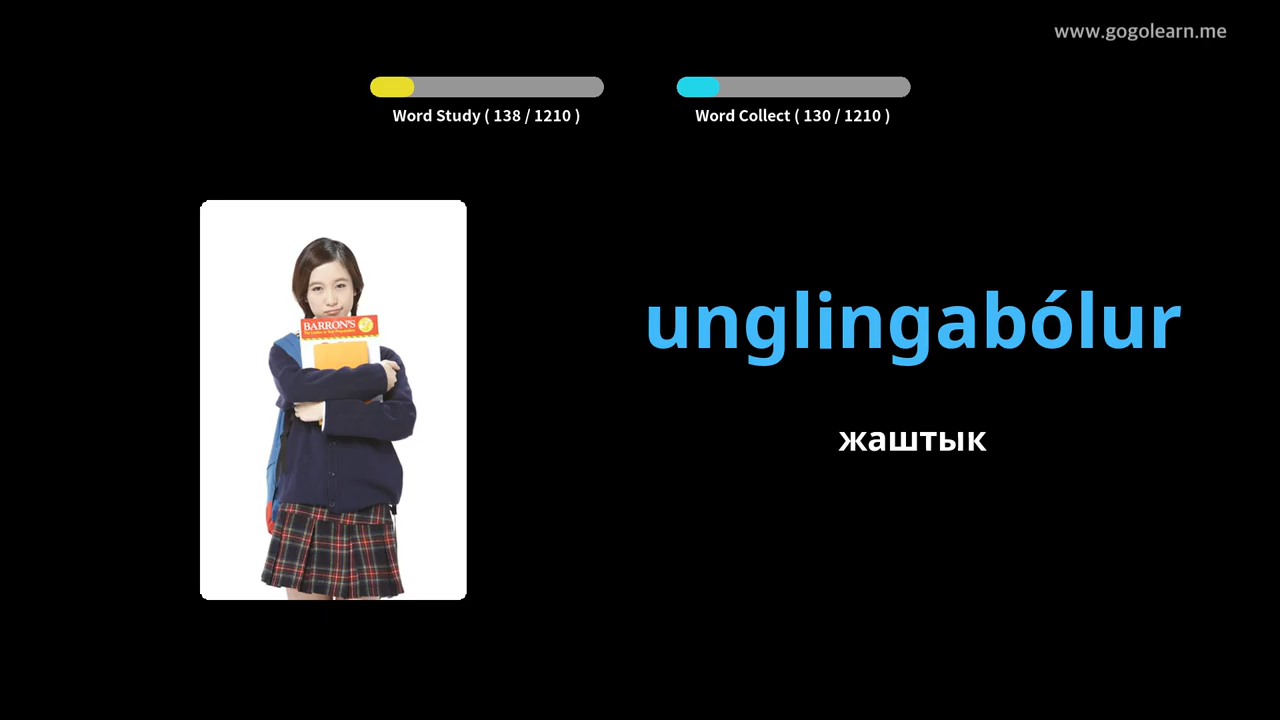 www.gogolearn.me
Word Study ( 138 / 1210 )
Word Collect ( 130 / 1210 )
BARRON'S
unglingabólur
жаштык